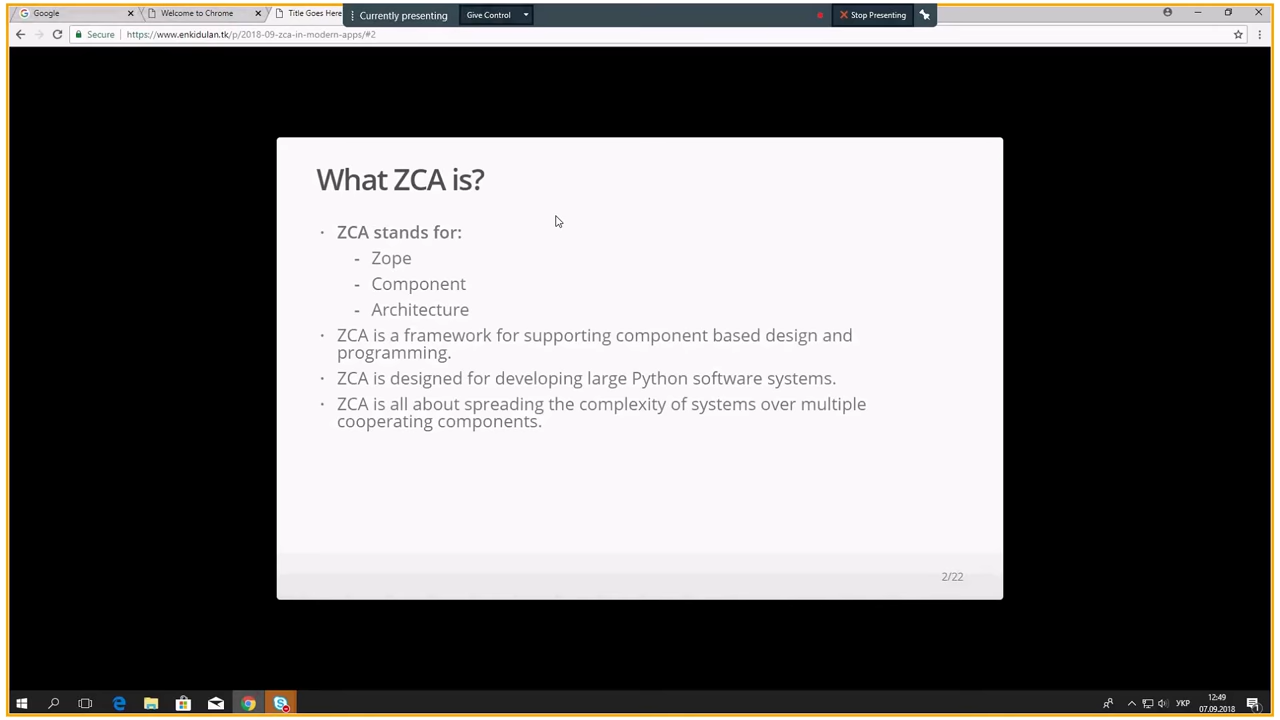 Google
Welcome to Chrome
Title Goes Here
Currently presenting
Give Control
Stop Presenting
Secure
https://www.enkidulan.tk/p/2018-09-zca-in-modern-apps/#2
What ZCA is?
· ZCA stands for:
- Zope
- Component
- Architecture
· ZCA is a framework for supporting component based design and
programming.
· ZCA is designed for developing large Python software systems.
· ZCA is all about spreading the complexity of systems over multiple
cooperating components.
2/22
УКР
12:49
07.09.2018
1